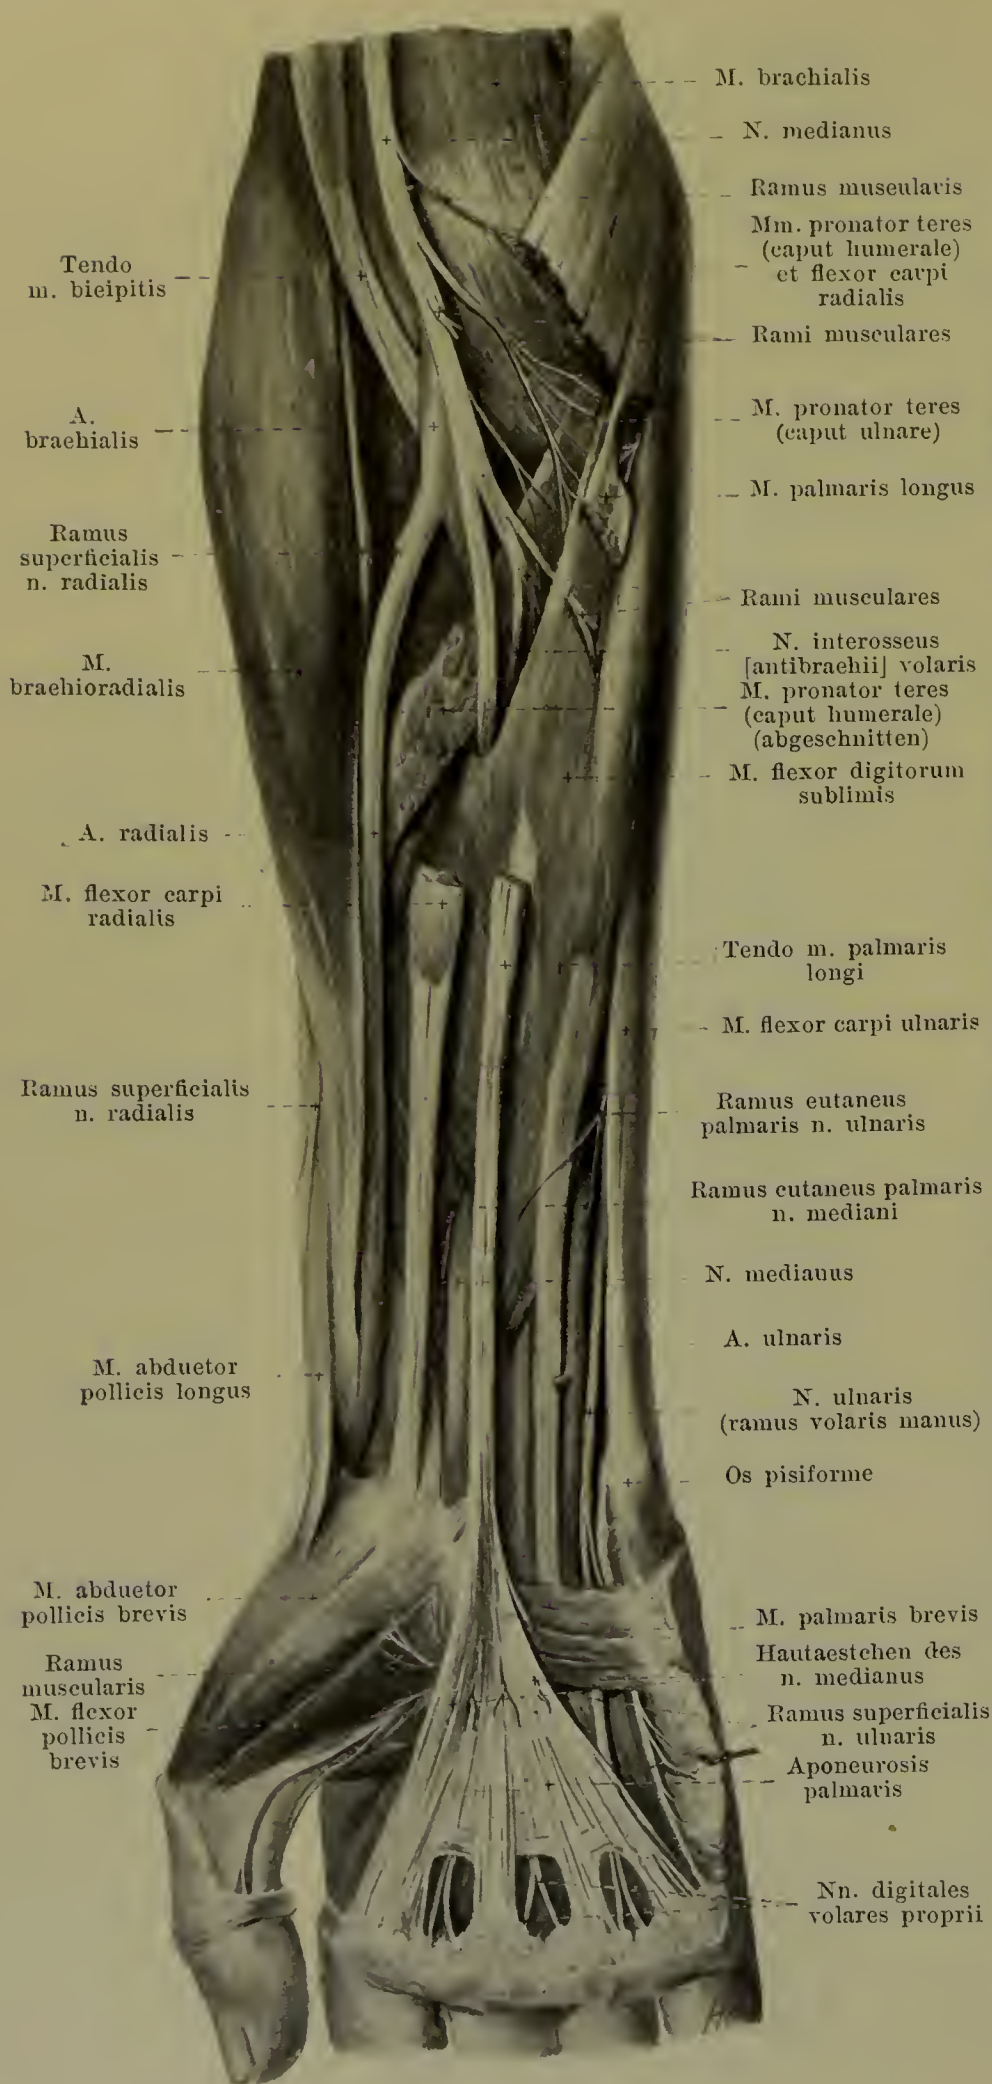 M. brachialis
N. medianus
Ramus muscularis
Mm. pronator teres
(caput humerale)
et flexor carpi
radialis
Rami musculares
M. pronator teres
(caput ulnare)
M. palmaris longus
Rami musculares
N. interosseus
[antibrachii] volaris
M. pronator teres
(caput humerale)
(abgeschnitten)
M. flexor digitorum
sublimis
Tendo m. palmaris
longi
M. flexor carpi ulnaris
Ramus cutaneus
palmaris n. ulnaris
Ramus cutaneus palmaris
n. mediani
N. medianus
A. ulnaris
N. ulnaris
(ramus volaris manus)
Os pisiforme
M. palmaris brevis
Hautaestchen des
n. medianus
Ramus superficialis
n. ulnaris
Aponeurosis
palmaris
Nn. digitales
volares proprii
Tendo
m. bicipitis
A.
brachialis
Ramus
superficialis
n. radialis
M.
brachioradialis
A. radialis
M. flexor carpi
radialis
Ramus superficialis
n. radialis
M. abductor
pollicis longus
M. abductor
pollicis brevis
Ramus
muscularis
M. flexor
pollicis
brevis